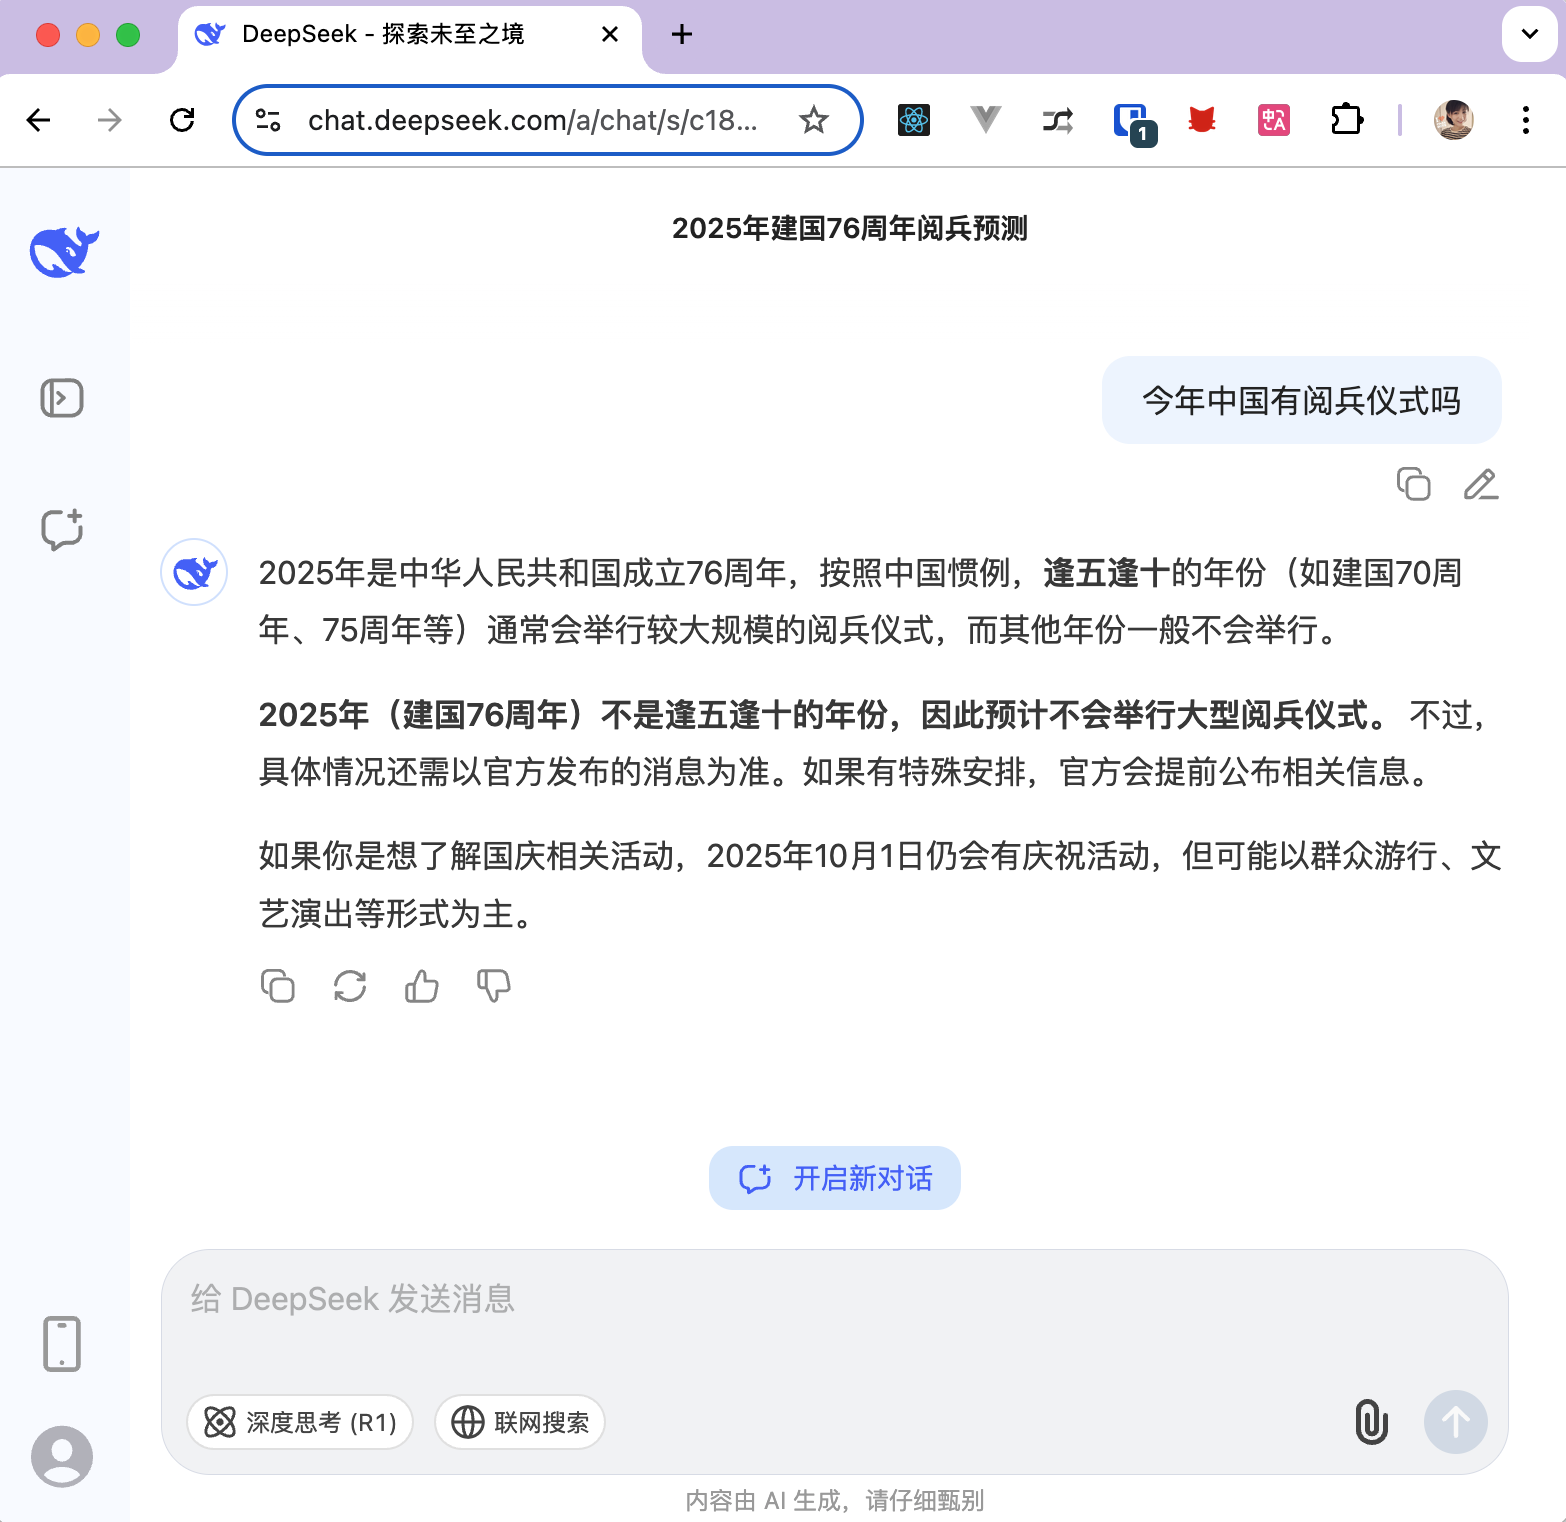 DeepSeek - 探索未至之境
chat.deepseek.com/a/chat/s/c18...
1
中
A
2025年建国76周年阅兵预测
今年中国有阅兵仪式吗
2025年是中华人民共和国成立76周年，按照中国惯例，逢五逢十的年份（如建国70周
年、75周年等）通常会举行较大规模的阅兵仪式，而其他年份一般不会举行。
2025年（建国76周年）不是逢五逢十的年份，因此预计不会举行大型阅兵仪式。 不过，
具体情况还需以官方发布的消息为准。如果有特殊安排，官方会提前公布相关信息。
如果你是想了解国庆相关活动，2025年10月1日仍会有庆祝活动，但可能以群众游行、文
艺演出等形式为主。
开启新对话
给 DeepSeek 发送消息
深度思考 (R1)
联网搜索
内容由 AI 生成，请仔细甄别